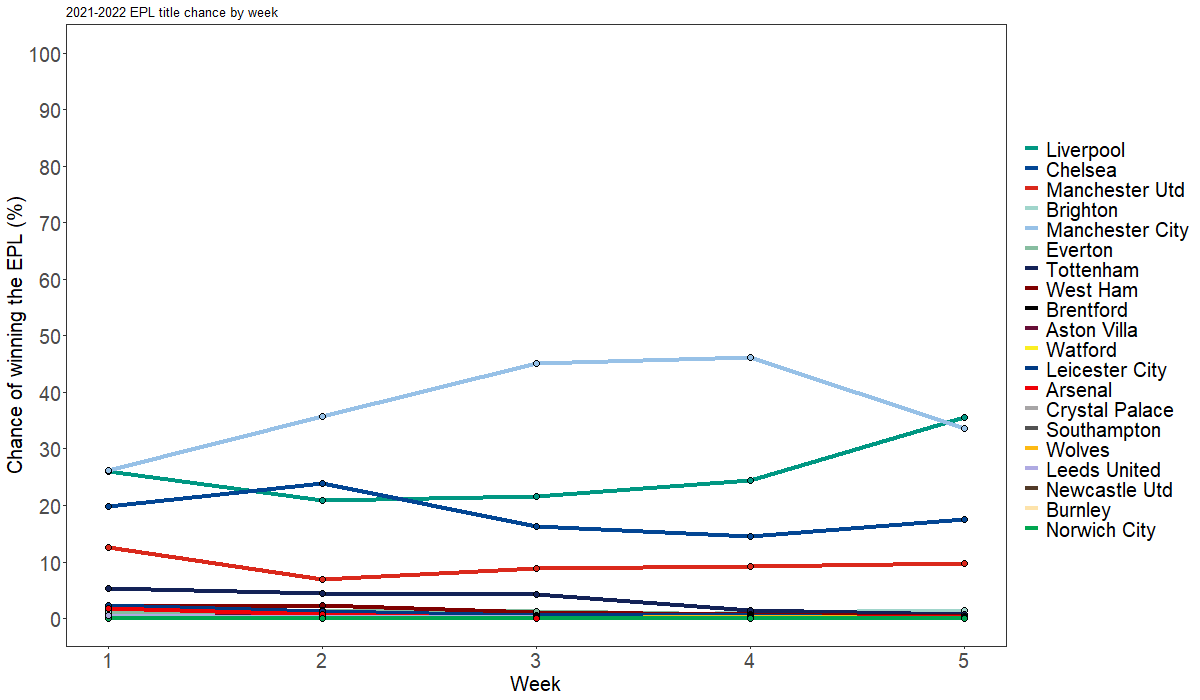 2021-2022 EPL title chance by week
Chance of winning the EPL (%)
100
90
80
70
60
50
40
30
20
10
0
1 2 3 4 5
Week
Liverpool
Chelsea
Manchester Utd
Brighton
Manchester City
Everton
Tottenham
West Ham
Brentford
Aston Villa
Watford
Leicester City
Arsenal
Crystal Palace
Southampton
Wolves
Leeds United
Newcastle Utd
Burnley
Norwich City